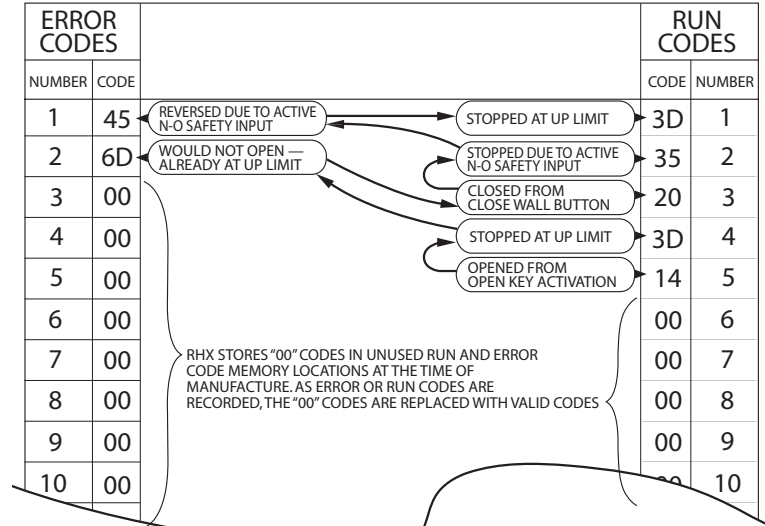 ERROR CODES
RUN CODES
NUMBER CODE
CODE NUMBER
1 45 REVERSED DUE TO ACTIVE N-O SAFETY INPUT STOPPED AT UP LIMIT 3D 1
2 6D WOULD NOT OPEN — ALREADY AT UP LIMIT STOPPED DUE TO ACTIVE N-O SAFETY INPUT 35 2
3 00 CLOSED FROM CLOSE WALL BUTTON 20 3
4 00 STOPPED AT UP LIMIT 3D 4
5 00 OPENED FROM OPEN KEY ACTIVATION 14 5
6 00 00 6
7 00 00 7
8 00 00 8
9 00 00 9
10 00 10
RHX STORES “00” CODES IN UNUSED RUN AND ERROR
CODE MEMORY LOCATIONS AT THE TIME OF
MANUFACTURE. AS ERROR OR RUN CODES ARE
RECORDED, THE “00” CODES ARE REPLACED WITH VALID CODES